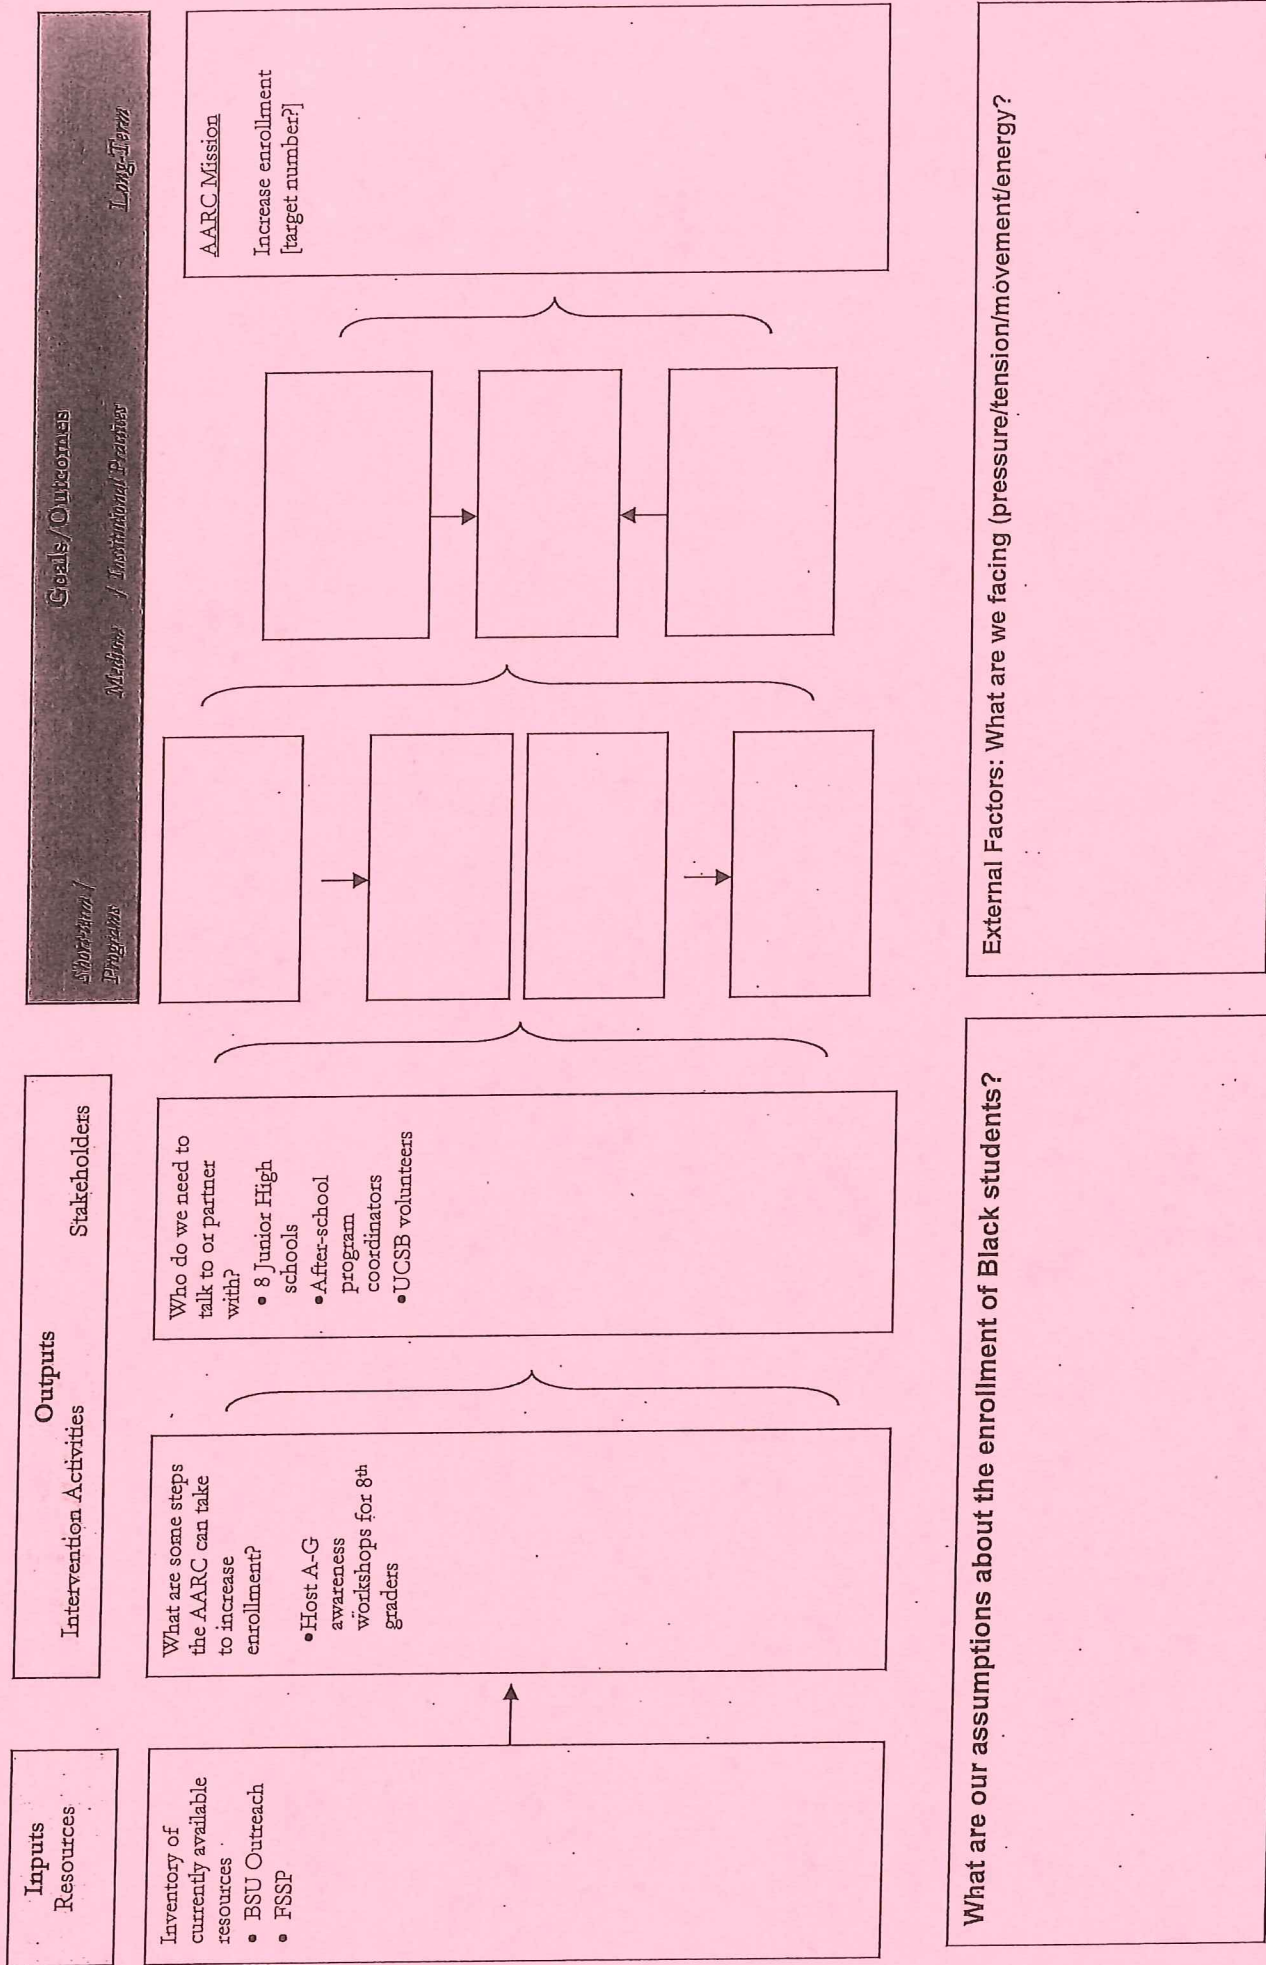 Inputs
Resources
Outputs
Intervention Activities Stakeholders
Goals/Outcomes
Short-term / Medium / Institutional Practices Long-Term
Programs
Inventory of
currently available
resources
• BSU Outreach
• FSSP
What are some steps
the AARC can take
to increase
enrollment?
• Host A-G
awareness
workshops for 8th
graders
Who do we need to
talk to or partner
with?
• 8 Junior High
schools
• After-school
program
coordinators
• UCSB volunteers
AARC Mission
Increase enrollment
[target number?]
What are our assumptions about the enrollment of Black students?
External Factors: What are we facing (pressure/tension/movement/energy?